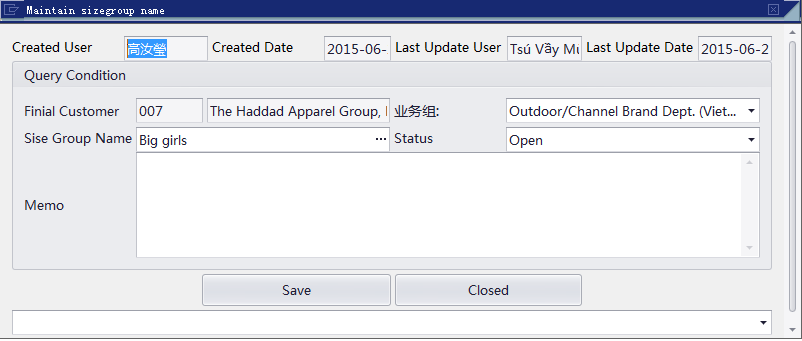 Maintain sizegroup name
Created User 高汝瑩 Created Date 2015-06- Last Update User Tsú Vầy Mu Last Update Date 2015-06-2
Query Condition
Finial Customer 007 The Haddad Apparel Group, 业务组: Outdoor/Channel Brand Dept. (Viet...
Sise Group Name Big girls ... Status Open
Memo
Save Closed